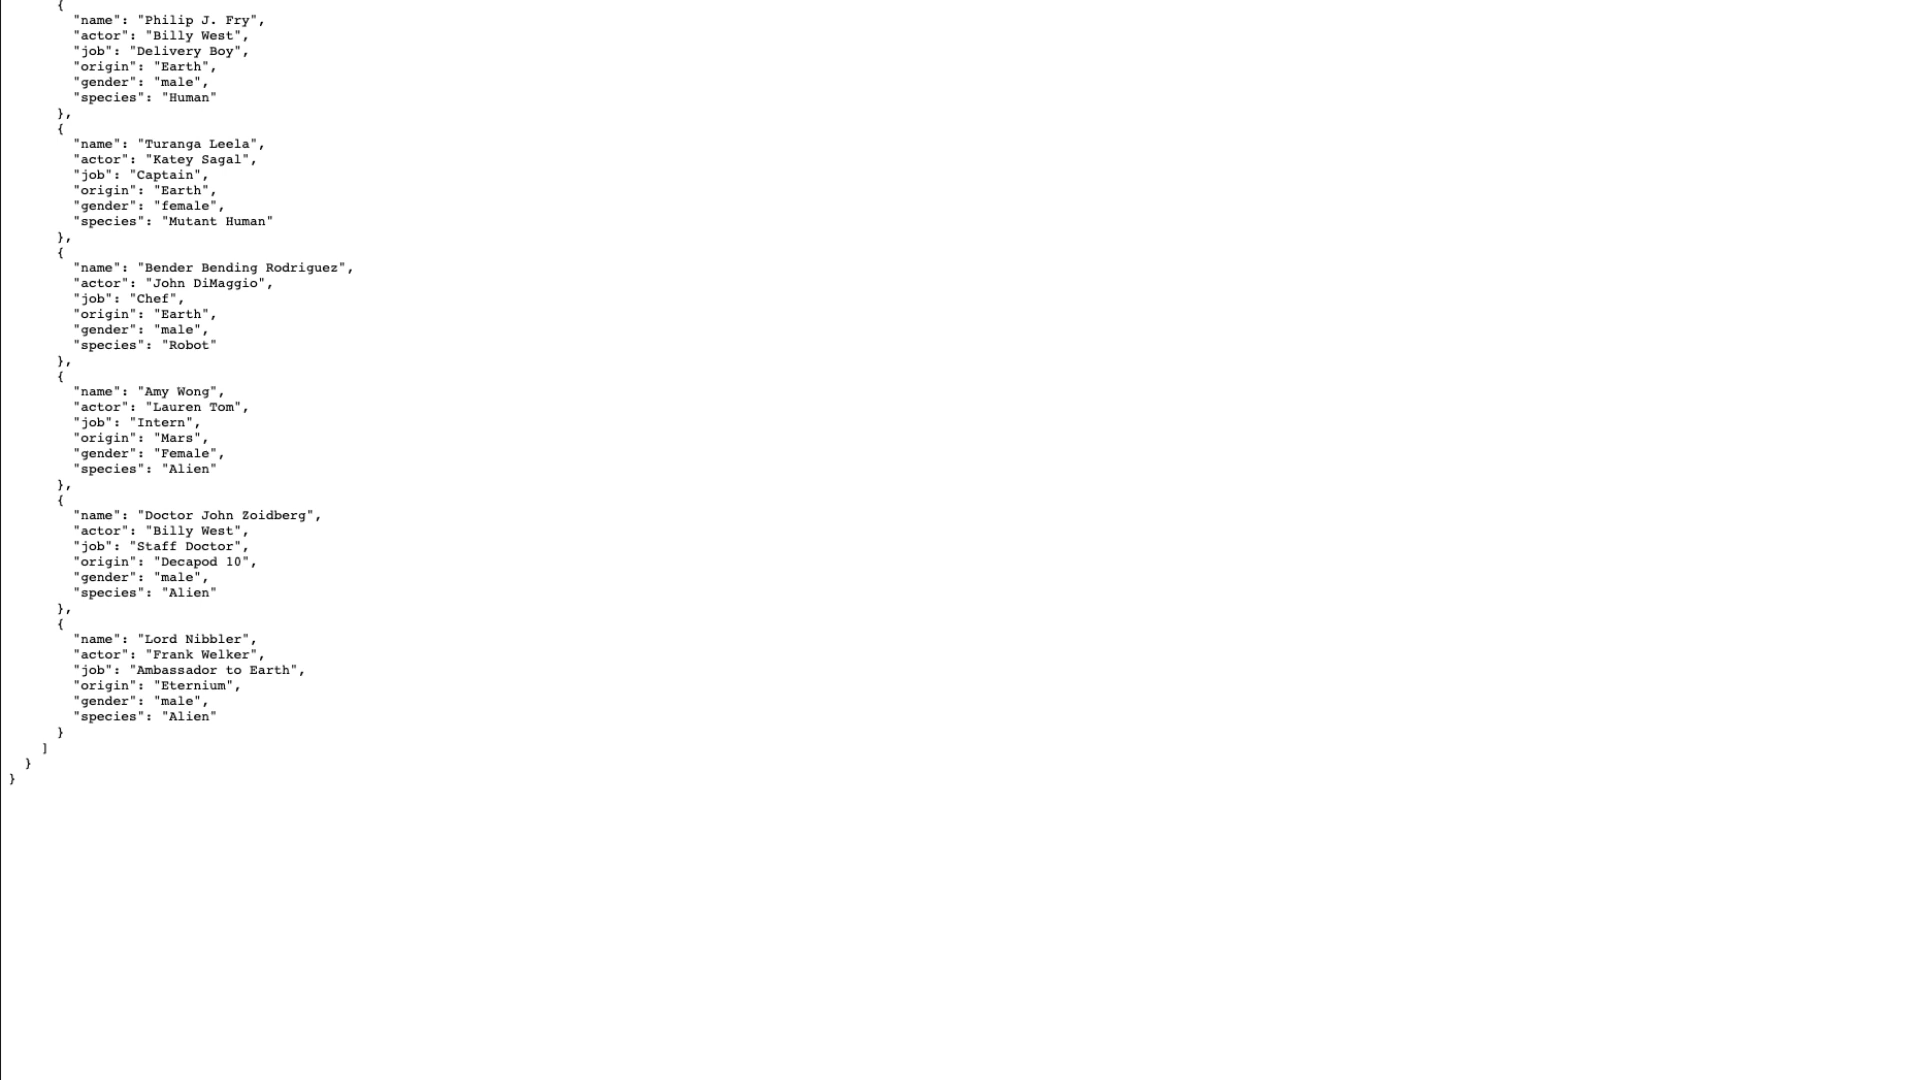 {
        "name": "Philip J. Fry",
        "actor": "Billy West",
        "job": "Delivery Boy",
        "origin": "Earth",
        "gender": "male",
        "species": "Human"
      },
      {
        "name": "Turanga Leela",
        "actor": "Katey Sagal",
        "job": "Captain",
        "origin": "Earth",
        "gender": "female",
        "species": "Mutant Human"
      },
      {
        "name": "Bender Bending Rodriguez",
        "actor": "John DiMaggio",
        "job": "Chef",
        "origin": "Earth",
        "gender": "male",
        "species": "Robot"
      },
      {
        "name": "Amy Wong",
        "actor": "Lauren Tom",
        "job": "Intern",
        "origin": "Mars",
        "gender": "Female",
        "species": "Alien"
      },
      {
        "name": "Doctor John Zoidberg",
        "actor": "Billy West",
        "job": "Staff Doctor",
        "origin": "Decapod 10",
        "gender": "male",
        "species": "Alien"
      },
      {
        "name": "Lord Nibbler",
        "actor": "Frank Welker",
        "job": "Ambassador to Earth",
        "origin": "Eternium",
        "gender": "male",
        "species": "Alien"
      }
    ]
  }
}